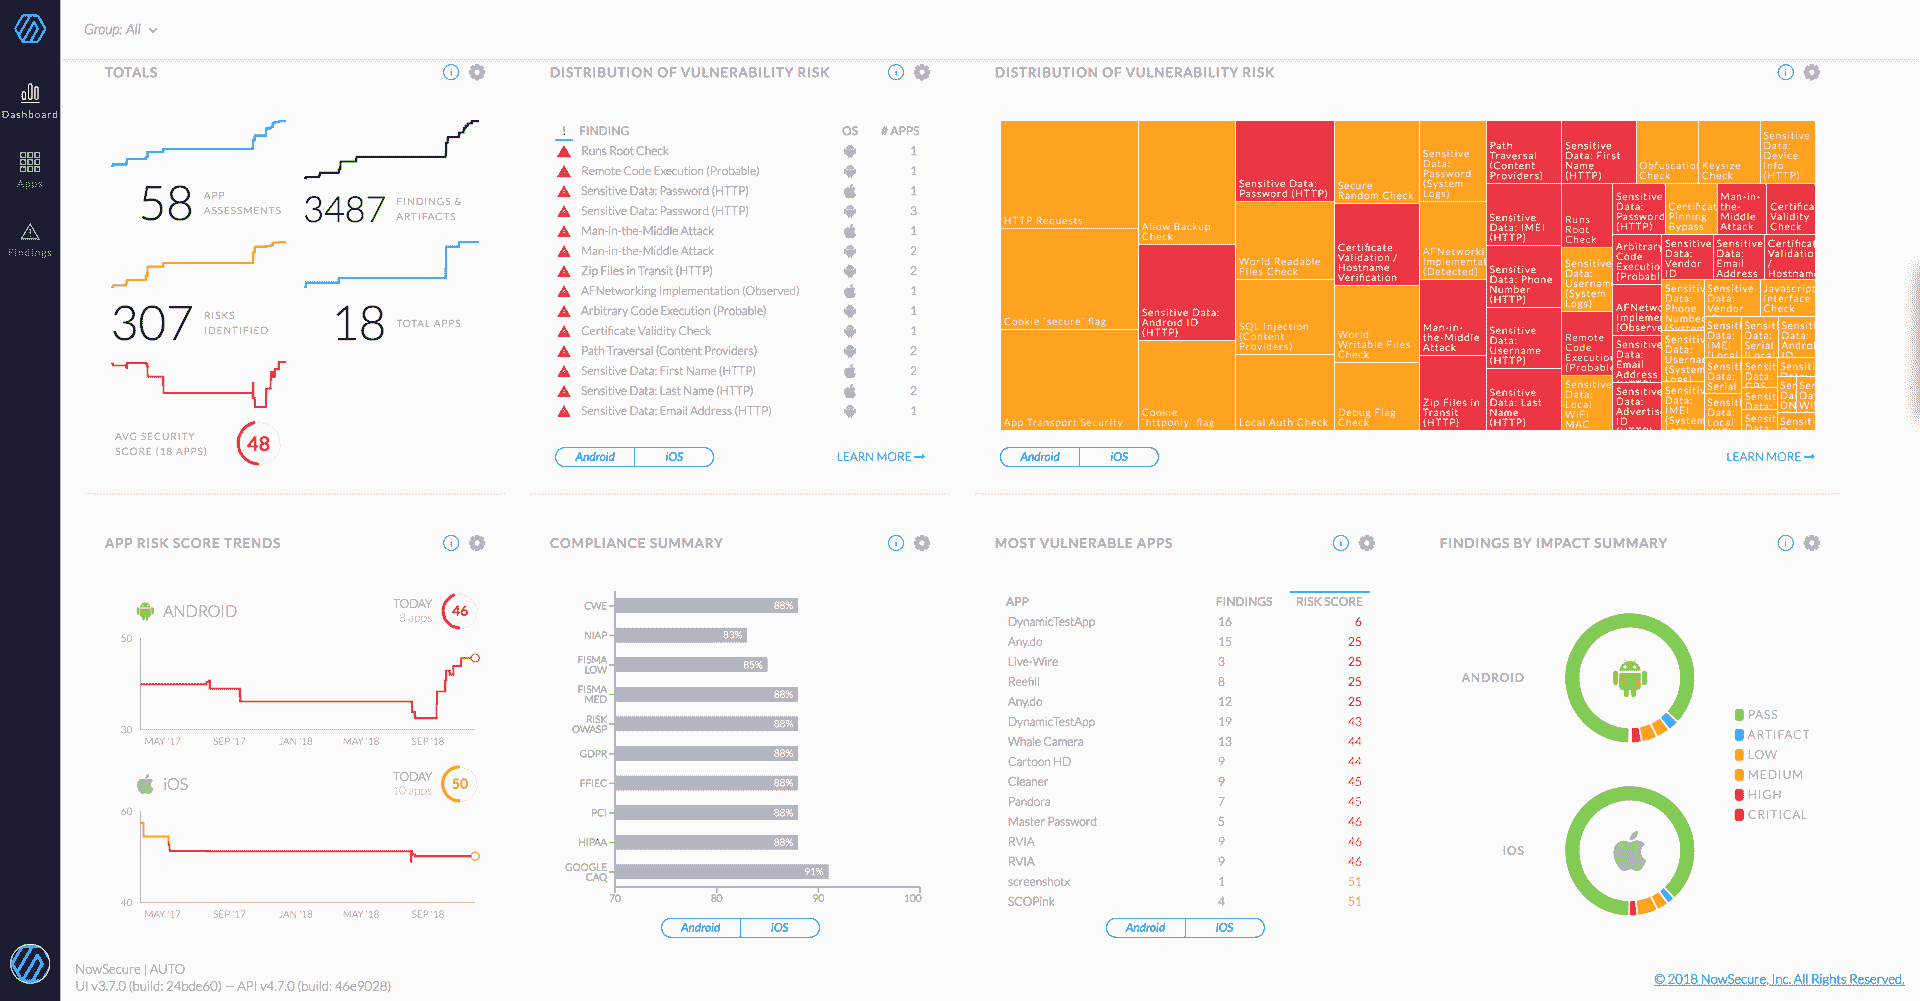 Group: All
Dashboard
Apps
Findings
TOTALS
58 APP ASSESSMENTS
3487 FINDINGS & ARTIFACTS
307 RISKS IDENTIFIED
18 TOTAL APPS
AVG SECURITY
SCORE (18 APPS) 48
DISTRIBUTION OF VULNERABILITY RISK
! FINDING OS # APPS
Runs Root Check 1
Remote Code Execution (Probable) 1
Sensitive Data: Password (HTTP) 1
Sensitive Data: Password (HTTP) 3
Man-in-the-Middle Attack 1
Man-in-the-Middle Attack 2
Zip Files in Transit (HTTP) 2
AFNetworking Implementation (Observed) 1
Arbitrary Code Execution (Probable) 1
Certificate Validity Check 1
Path Traversal (Content Providers) 2
Sensitive Data: First Name (HTTP) 2
Sensitive Data: Last Name (HTTP) 2
Sensitive Data: Email Address (HTTP) 1
Android iOS
LEARN MORE
DISTRIBUTION OF VULNERABILITY RISK
HTTP Requests
Cookie "secure" flag
App Transport Security
Allow Backup
Check
Sensitive Data:
Android ID
(HTTP)
Cookie
"httponly" flag
Sensitive Data:
Password (HTTP)
World Readable
Files Check
SQL Injection
(Content
Providers)
Local Auth Check
Secure
Random Check
Certificate
Validation /
Hostname
Verification
World
Writable Files
Check
Debug Flag
Check
Sensitive
Data:
Password
(System
Logs)
AFNetworki
Implementat
(Detected)
Man-in-
the-Middle
Attack
Zip Files in
Transit
(HTTP)
Path
Traversal
(Content
Providers)
Sensitive
Data: IMEI
(HTTP)
Sensitive
Data: Phone
Number
(HTTP)
Sensitive
Data:
Username
(HTTP)
Sensitive
Data: Last
Name
(HTTP)
Sensitive
Data: First
Name
(HTTP)
Runs
Root
Check
Sensitive
Data:
Usernam
(System
Logs)
Remote
Code
Executio
(Probabl
Sensitive
Data:
Local
WiFi
MAC
Obfuscatio
Check
Keysize
Check
Sensitive
Data:
Device
Info
(HTTP)
Sensitive
Data:
Password
(HTTP)
Certificat
Pinning
Bypass
Man-in-
the-
Middle
Attack
Certifica
Validity
Check
Arbitrary
Code
Executio
(Probabl
Sensitive
Data:
Vendor
ID
Sensitive
Data:
Email
Address
Certificat
Validatio
/
Hostnam
AFNetwo
Impleme
(Observe
Sensitive
Data:
Email
Address
Sensitive
Data:
Advertis
ID
Sensitiv
Data:
Phone
Number
Sensitive
Data:
Vendor
Javascript
Interface
Check
LEARN MORE
Android iOS
APP RISK SCORE TRENDS
ANDROID
TODAY
8 apps
46
50
30
MAY '17 SEP '17 JAN '18 MAY '18 SEP '18
iOS
TODAY
10 apps
50
60
40
MAY '17 SEP '17 JAN '18 MAY '18 SEP '18
COMPLIANCE SUMMARY
CWE 88%
NIAP 83%
FISMA LOW 85%
FISMA MED 88%
RISK OWASP 88%
GDPR 88%
FFIEC 88%
PCI 88%
HIPAA 88%
GOOGLE CAQ 91%
70 80 90 100
Android iOS
MOST VULNERABLE APPS
APP FINDINGS RISK SCORE
DynamicTestApp 16 6
Any.do 15 25
Live-Wire 3 25
Reefill 8 25
Any.do 12 25
DynamicTestApp 19 43
Whale Camera 13 44
Cartoon HD 9 44
Cleaner 9 45
Pandora 7 45
Master Password 5 46
RVIA 9 46
RVIA 9 46
screenshotx 1 51
SCOPink 4 51
Android iOS
FINDINGS BY IMPACT SUMMARY
ANDROID
IOS
PASS
ARTIFACT
LOW
MEDIUM
HIGH
CRITICAL
NowSecure | AUTO
UI v3.7.0 (build: 24bde60) — API v4.7.0 (build: 46e9028)
© 2018 NowSecure, Inc. All Rights Reserved.